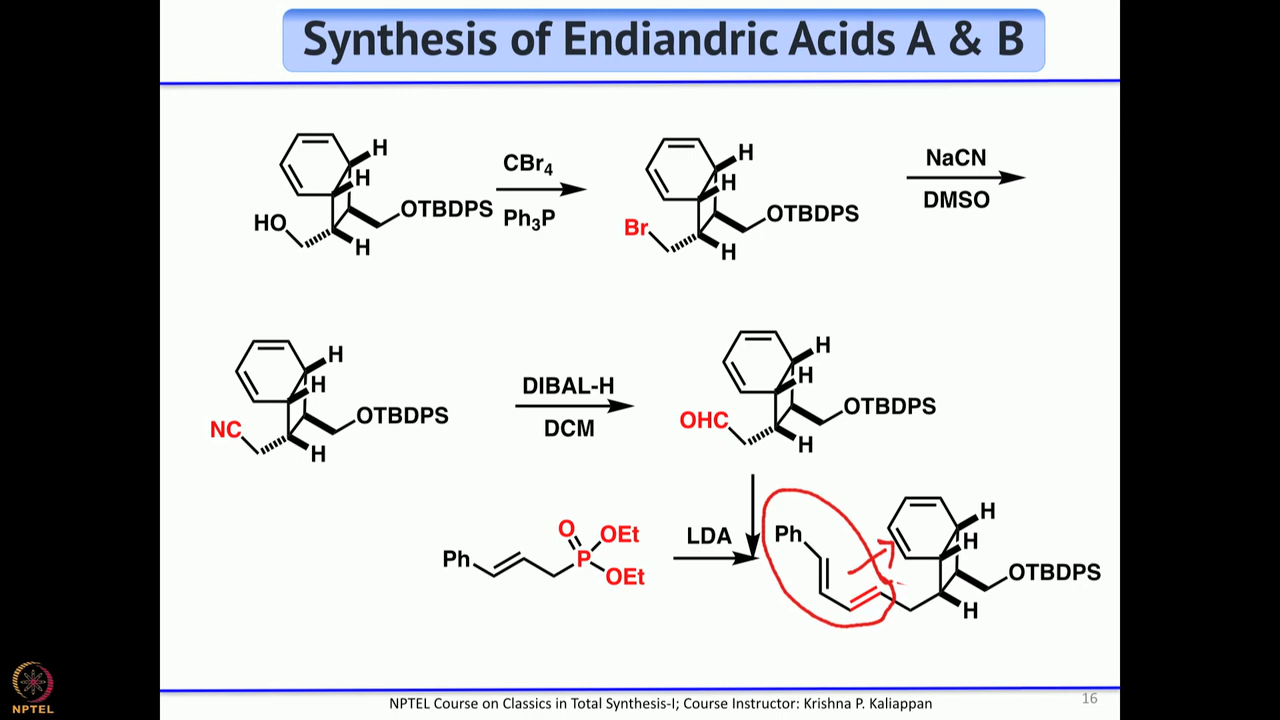 Synthesis of Endiandric Acids A & B
H
H
HO
OTBDPS
H
CBr4
Ph3P
H
H
Br
OTBDPS
H
NaCN
DMSO
H
H
NC
OTBDPS
H
DIBAL-H
DCM
H
H
OHC
OTBDPS
H
Ph
O
OEt
P
OEt
LDA
Ph
H
H
OTBDPS
H
NPTEL
NPTEL Course on Classics in Total Synthesis-I; Course Instructor: Krishna P. Kaliappan
16